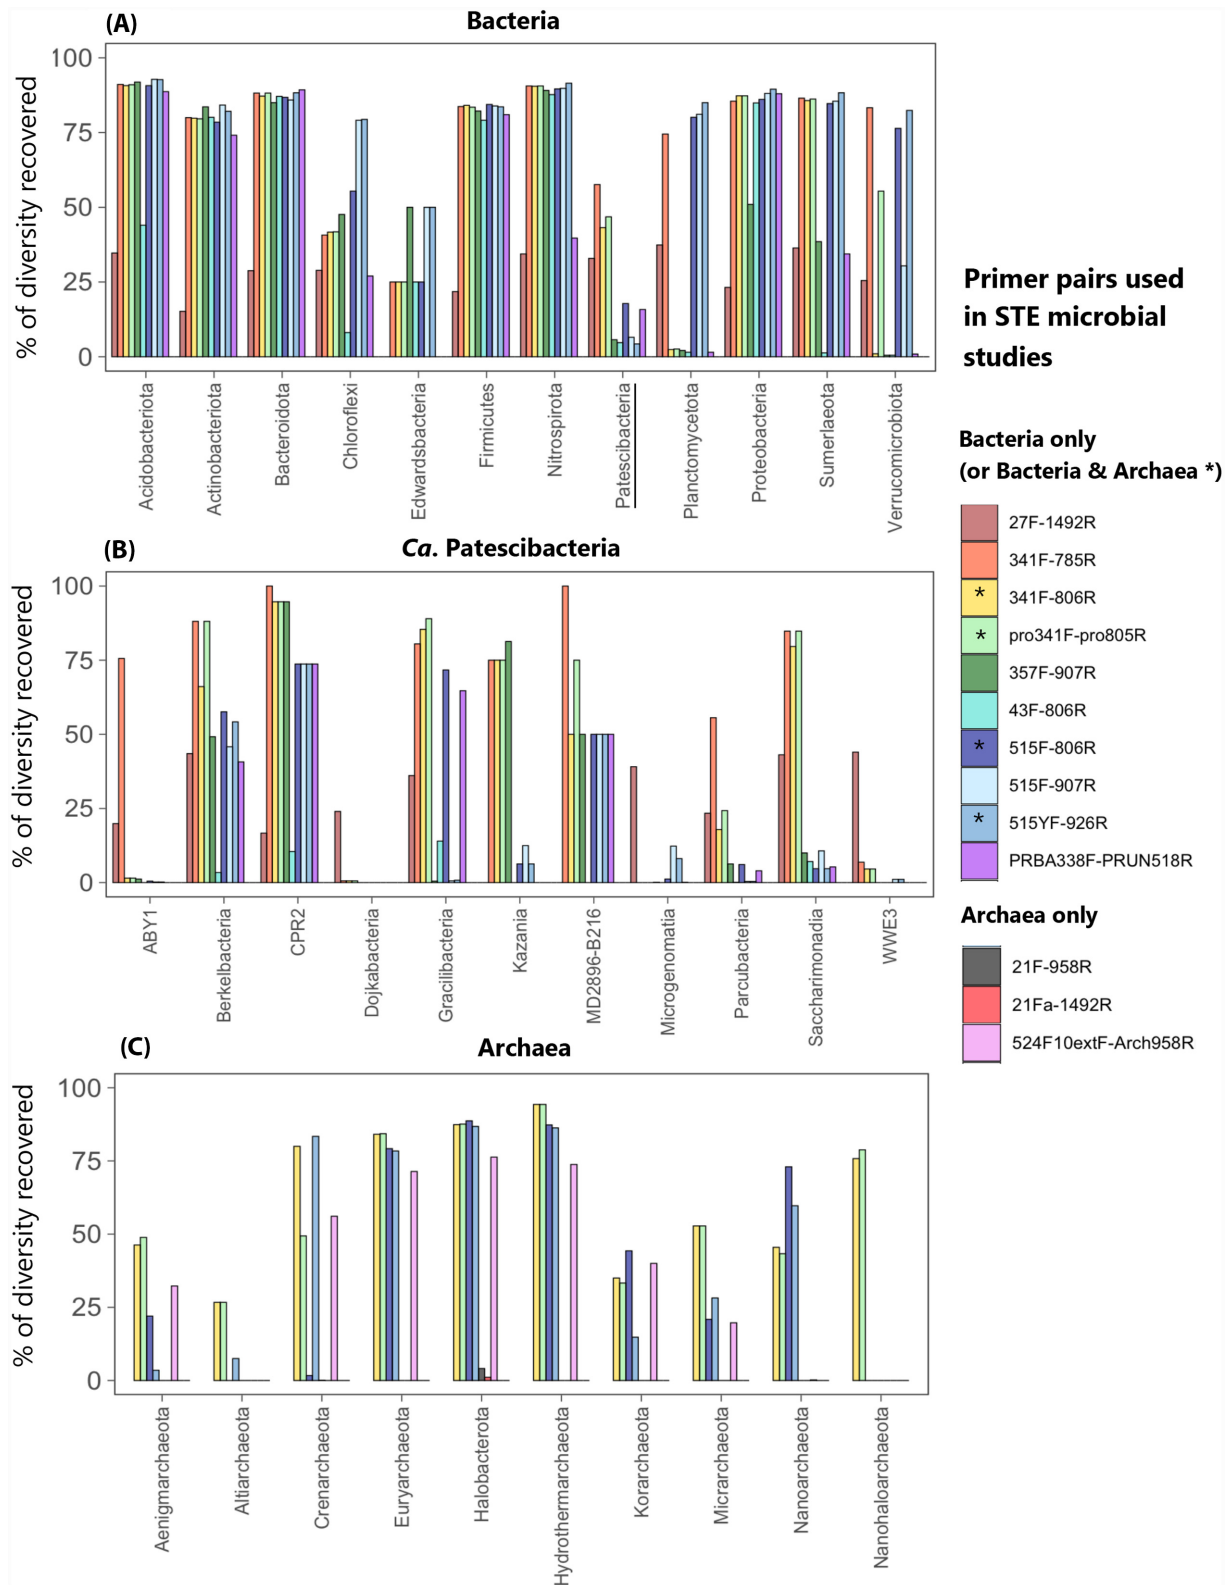 (A)
Bacteria
% of diversity recovered
100
75
50
25
0
Acidobacteriota
Actinobacteriota
Bacteroidota
Chloroflexi
Edwardsbacteria
Firmicutes
Nitrospirota
Patescibacteria
Planctomycetota
Proteobacteria
Sumerlaeota
Verrucomicrobiota
(B)
Ca. Patescibacteria
% of diversity recovered
100
75
50
25
0
ABY1
Berkelbacteria
CPR2
Dojkabacteria
Gracilibacteria
Kazania
MD2896-B216
Microgenomatia
Parcubacteria
Saccharimonadia
WWE3
(C)
Archaea
% of diversity recovered
100
75
50
25
0
Aenigmarchaeota
Altiarchaeota
Crenarchaeota
Euryarchaeota
Halobacterota
Hydrothermarchaeota
Korarchaeota
Micrarchaeota
Nanoarchaeota
Nanohaloarchaeota
Primer pairs used
in STE microbial
studies
Bacteria only
(or Bacteria & Archaea *)
27F-1492R
341F-785R
* 341F-806R
* pro341F-pro805R
357F-907R
43F-806R
* 515F-806R
515F-907R
* 515YF-926R
PRBA338F-PRUN518R
Archaea only
21F-958R
21Fa-1492R
524F10extF-Arch958R